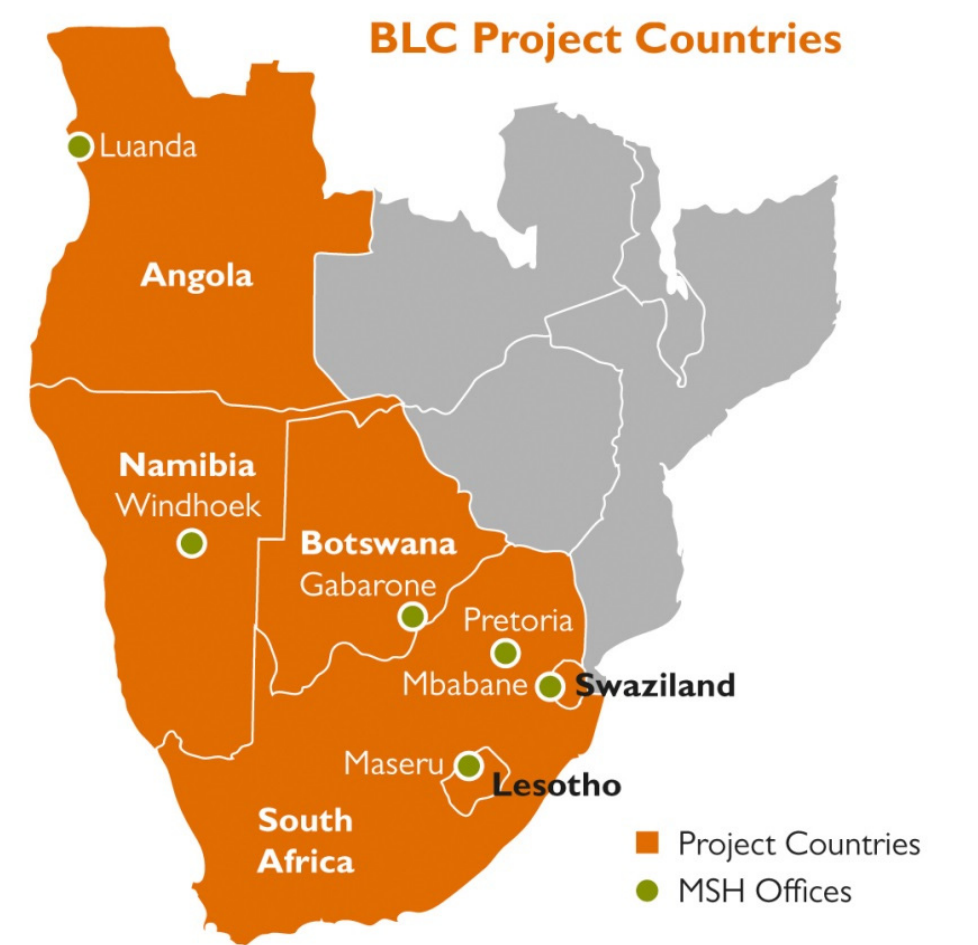 BLC Project Countries
Luanda
Angola
Namibia
Windhoek
Botswana
Gabarone
Pretoria
Mbabane
Swaziland
Maseru
Lesotho
South
Africa
Project Countries
MSH Offices